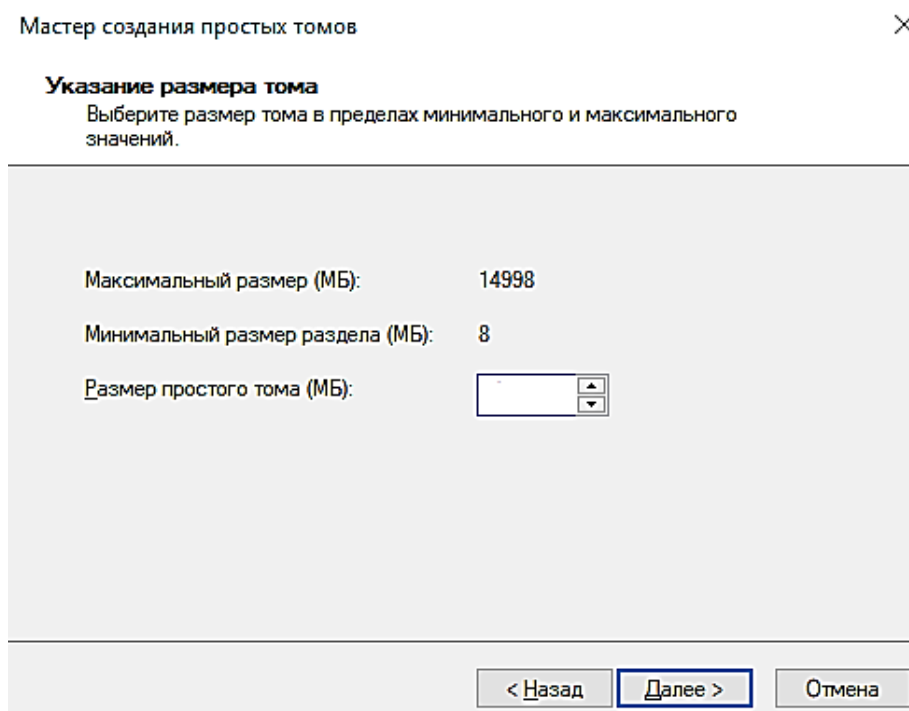 Мастер создания простых томов
Указание размера тома
Выберите размер тома в пределах минимального и максимального
значений.
Максимальный размер (МБ): 14998
Минимальный размер раздела (МБ): 8
Размер простого тома (МБ):
< Назад Далее > Отмена